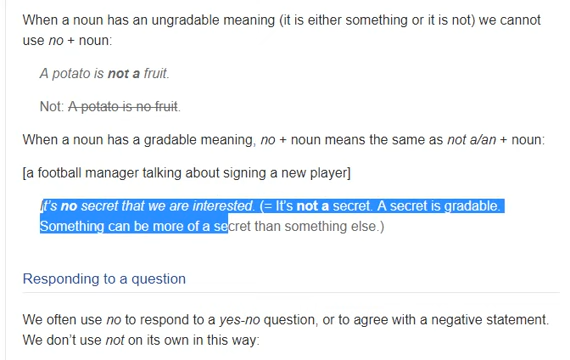 When a noun has an ungradable meaning (it is either something or it is not) we cannot
use no + noun:
A potato is not a fruit.
Not: A potato is no fruit.
When a noun has a gradable meaning, no + noun means the same as not a/an + noun:
[a football manager talking about signing a new player]
It's no secret that we are interested. (= It's not a secret. A secret is gradable.
Something can be more of a secret than something else.)
Responding to a question
We often use no to respond to a yes-no question, or to agree with a negative statement.
We don't use not on its own in this way: